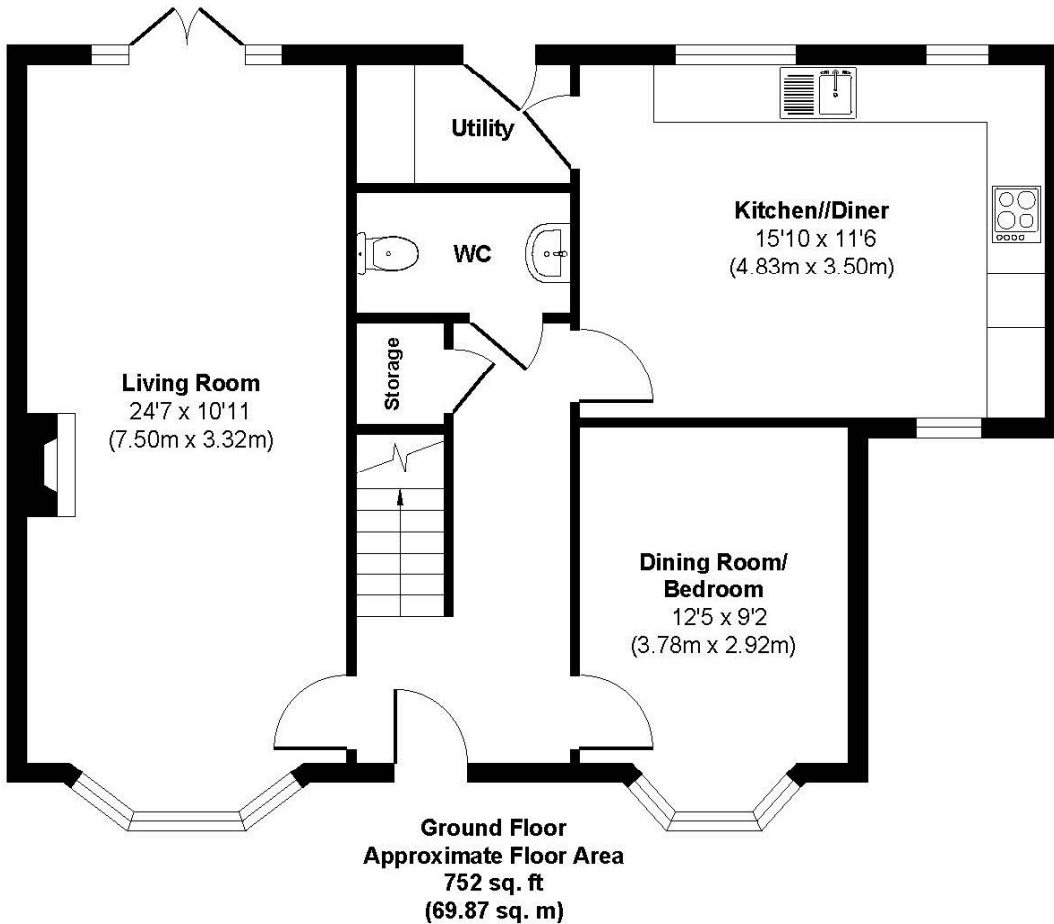 Utility
Kitchen//Diner
15'10 x 11'6
(4.83m x 3.50m)
WC
Storage
Living Room
24'7 x 10'11
(7.50m x 3.32m)
Dining Room/
Bedroom
12'5 x 9'2
(3.78m x 2.92m)
Ground Floor
Approximate Floor Area
752 sq. ft
(69.87 sq. m)